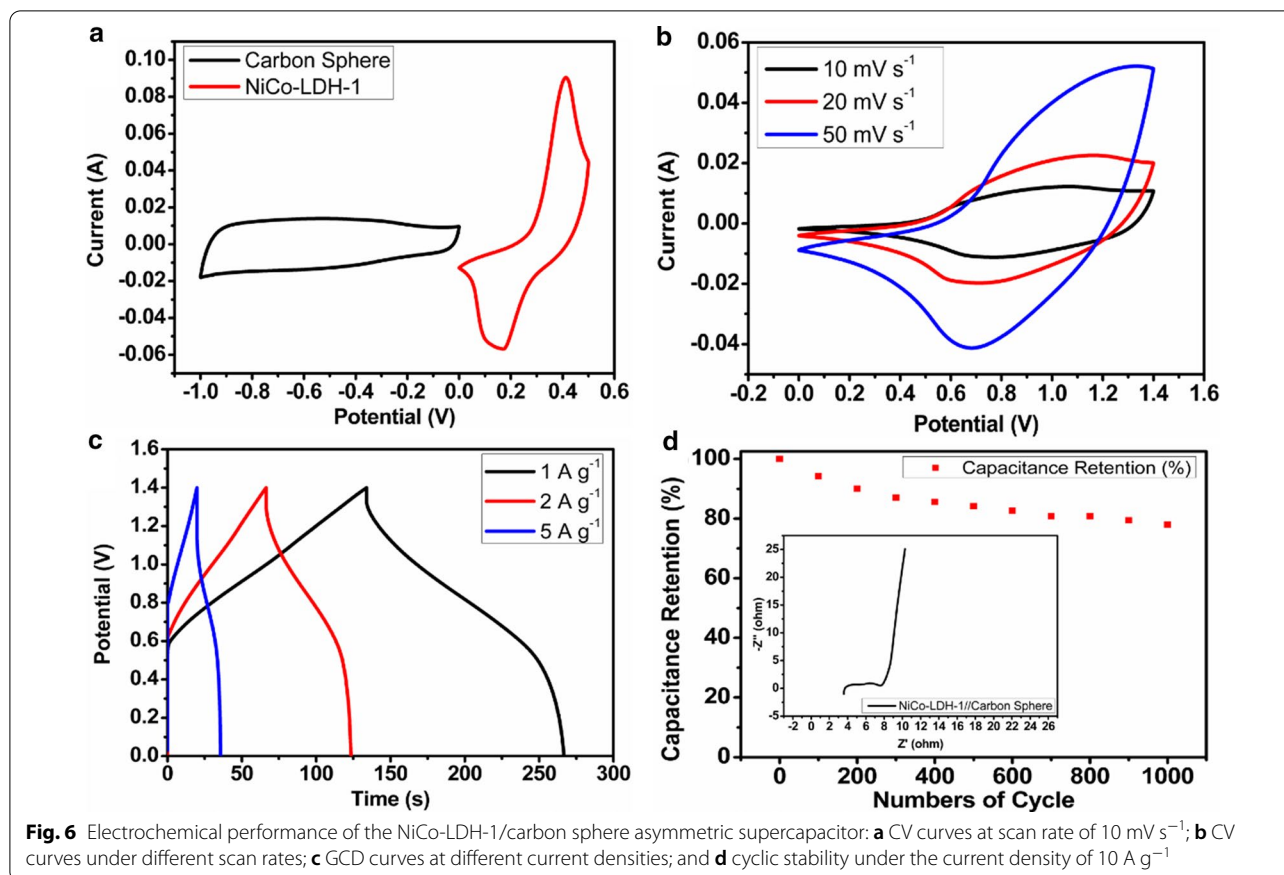 a
0.10
0.08
0.06
0.04
0.02
0.00
-0.02
-0.04
-0.06
Current (A)
Carbon Sphere
NiCo-LDH-1
-1.0 -0.8 -0.6 -0.4 -0.2 0.0 0.2 0.4 0.6
Potential (V)
b
0.06
0.04
0.02
0.00
-0.02
-0.04
Current (A)
10 mV s⁻¹
20 mV s⁻¹
50 mV s⁻¹
-0.2 0.0 0.2 0.4 0.6 0.8 1.0 1.2 1.4 1.6
Potential (V)
c
1.6
1.4
1.2
1.0
0.8
0.6
0.4
0.2
0.0
Potential (V)
1 A g⁻¹
2 A g⁻¹
5 A g⁻¹
0 50 100 150 200 250 300
Time (s)
d
100
80
60
40
20
0
Capacitance Retention (%)
Capacitance Retention (%)
25
20
15
10
5
0
-5
-Z'' (ohm)
NiCo-LDH-1//Carbon Sphere
-2 0 2 4 6 8 10 12 14 16 18 20 22 24 26
Z' (ohm)
0 200 400 600 800 1000
Numbers of Cycle
Fig. 6 Electrochemical performance of the NiCo-LDH-1/carbon sphere asymmetric supercapacitor: a CV curves at scan rate of 10 mV s⁻¹; b CV
curves under different scan rates; c GCD curves at different current densities; and d cyclic stability under the current density of 10 A g⁻¹